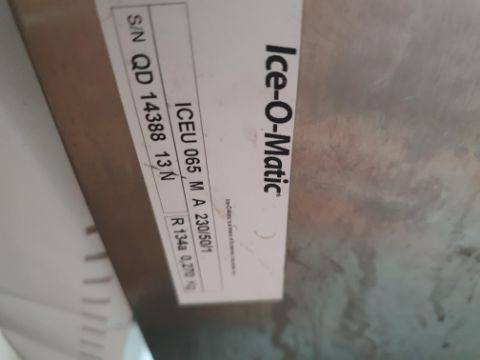 Ice-O-Matic
ICEU 065 M A 230/50/1
R 134a 0,270 Kg
S/N QD 14388 13 N